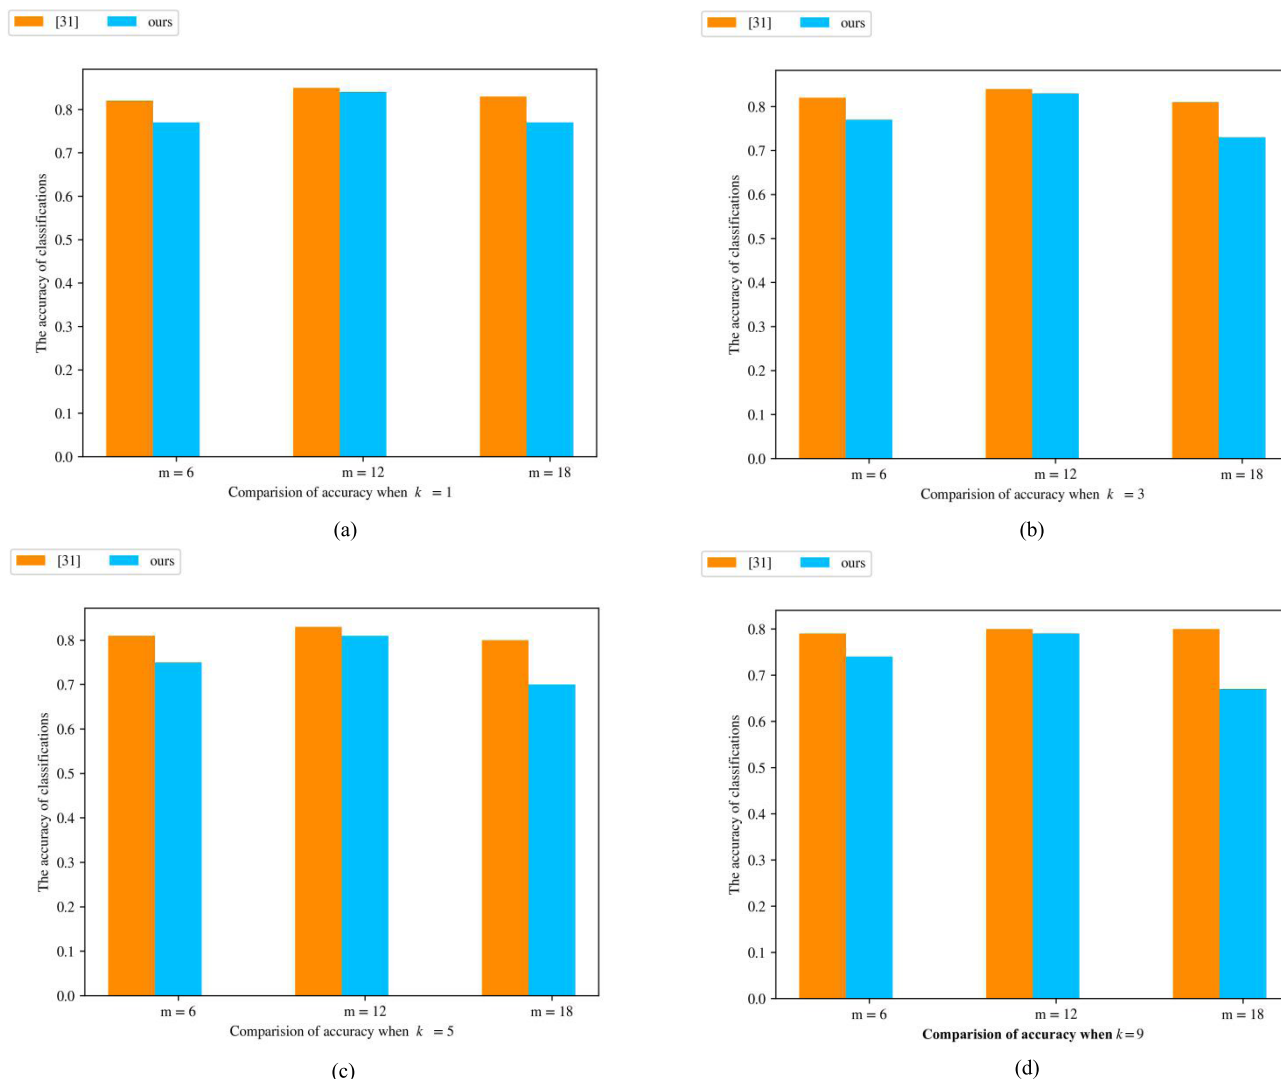 [31] ours
The accuracy of classifications
0.8
0.7
0.6
0.5
0.4
0.3
0.2
0.1
0.0
m = 6 m = 12 m = 18
Comparision of accuracy when k = 1
(a)
[31] ours
The accuracy of classifications
0.8
0.7
0.6
0.5
0.4
0.3
0.2
0.1
0.0
m = 6 m = 12 m = 18
Comparision of accuracy when k = 3
(b)
[31] ours
The accuracy of classifications
0.8
0.7
0.6
0.5
0.4
0.3
0.2
0.1
0.0
m = 6 m = 12 m = 18
Comparision of accuracy when k = 5
(c)
[31] ours
The accuracy of classifications
0.8
0.7
0.6
0.5
0.4
0.3
0.2
0.1
0.0
m = 6 m = 12 m = 18
Comparision of accuracy when k=9
(d)